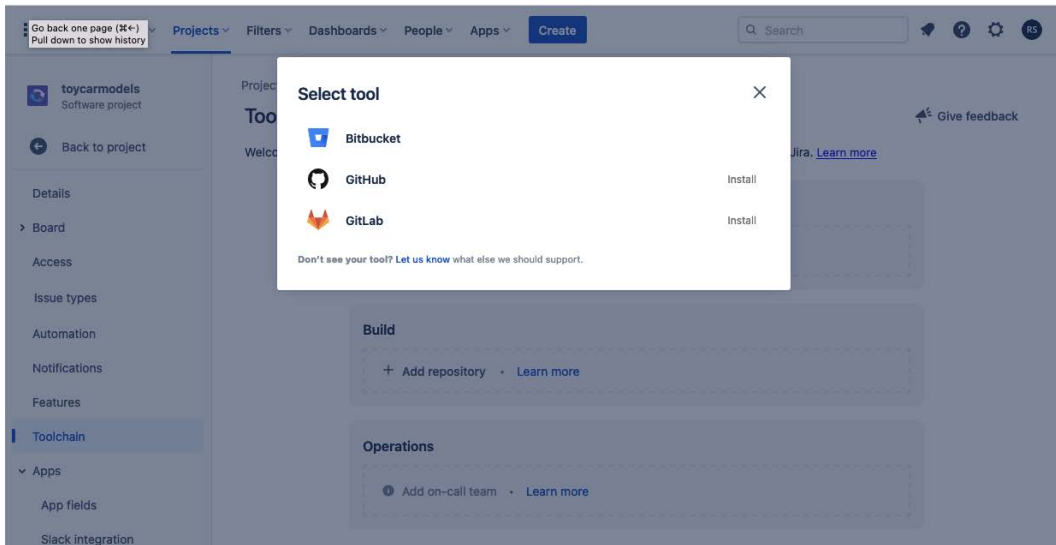 Go back one page (⌘←)
Pull down to show history
Projects Filters Dashboards People Apps Create Search RS
toycarmodels
Software project
Back to project
Details
Board
Access
Issue types
Automation
Notifications
Features
Toolchain
Apps
App fields
Slack integration
Give feedback
Jira. Learn more
Select tool
Bitbucket
GitHub Install
GitLab Install
Don't see your tool? Let us know what else we should support.
Build
+ Add repository • Learn more
Operations
Add on-call team • Learn more